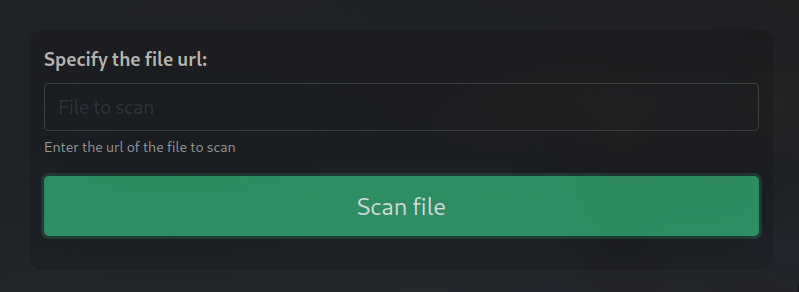 Specify the file url:
File to scan
Enter the url of the file to scan
Scan file